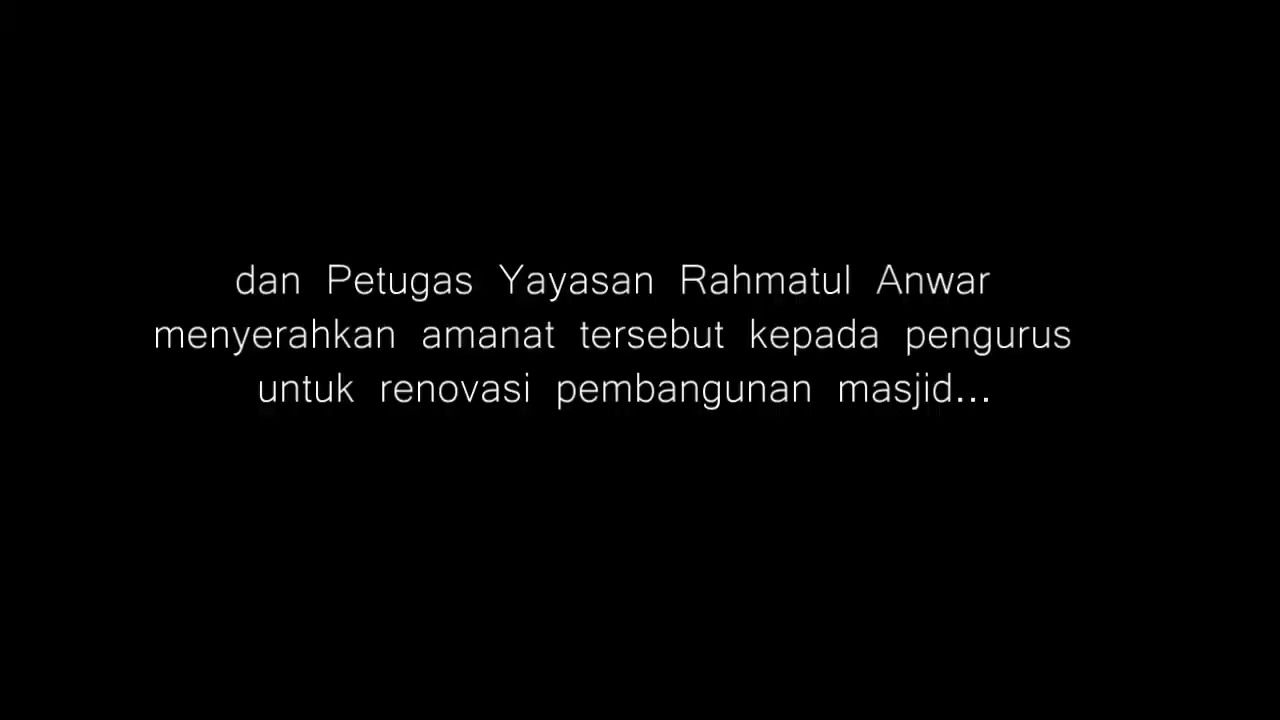 dan Petugas Yayasan Rahmatul Anwar
menyerahkan amanat tersebut kepada pengurus
untuk renovasi pembangunan masjid...